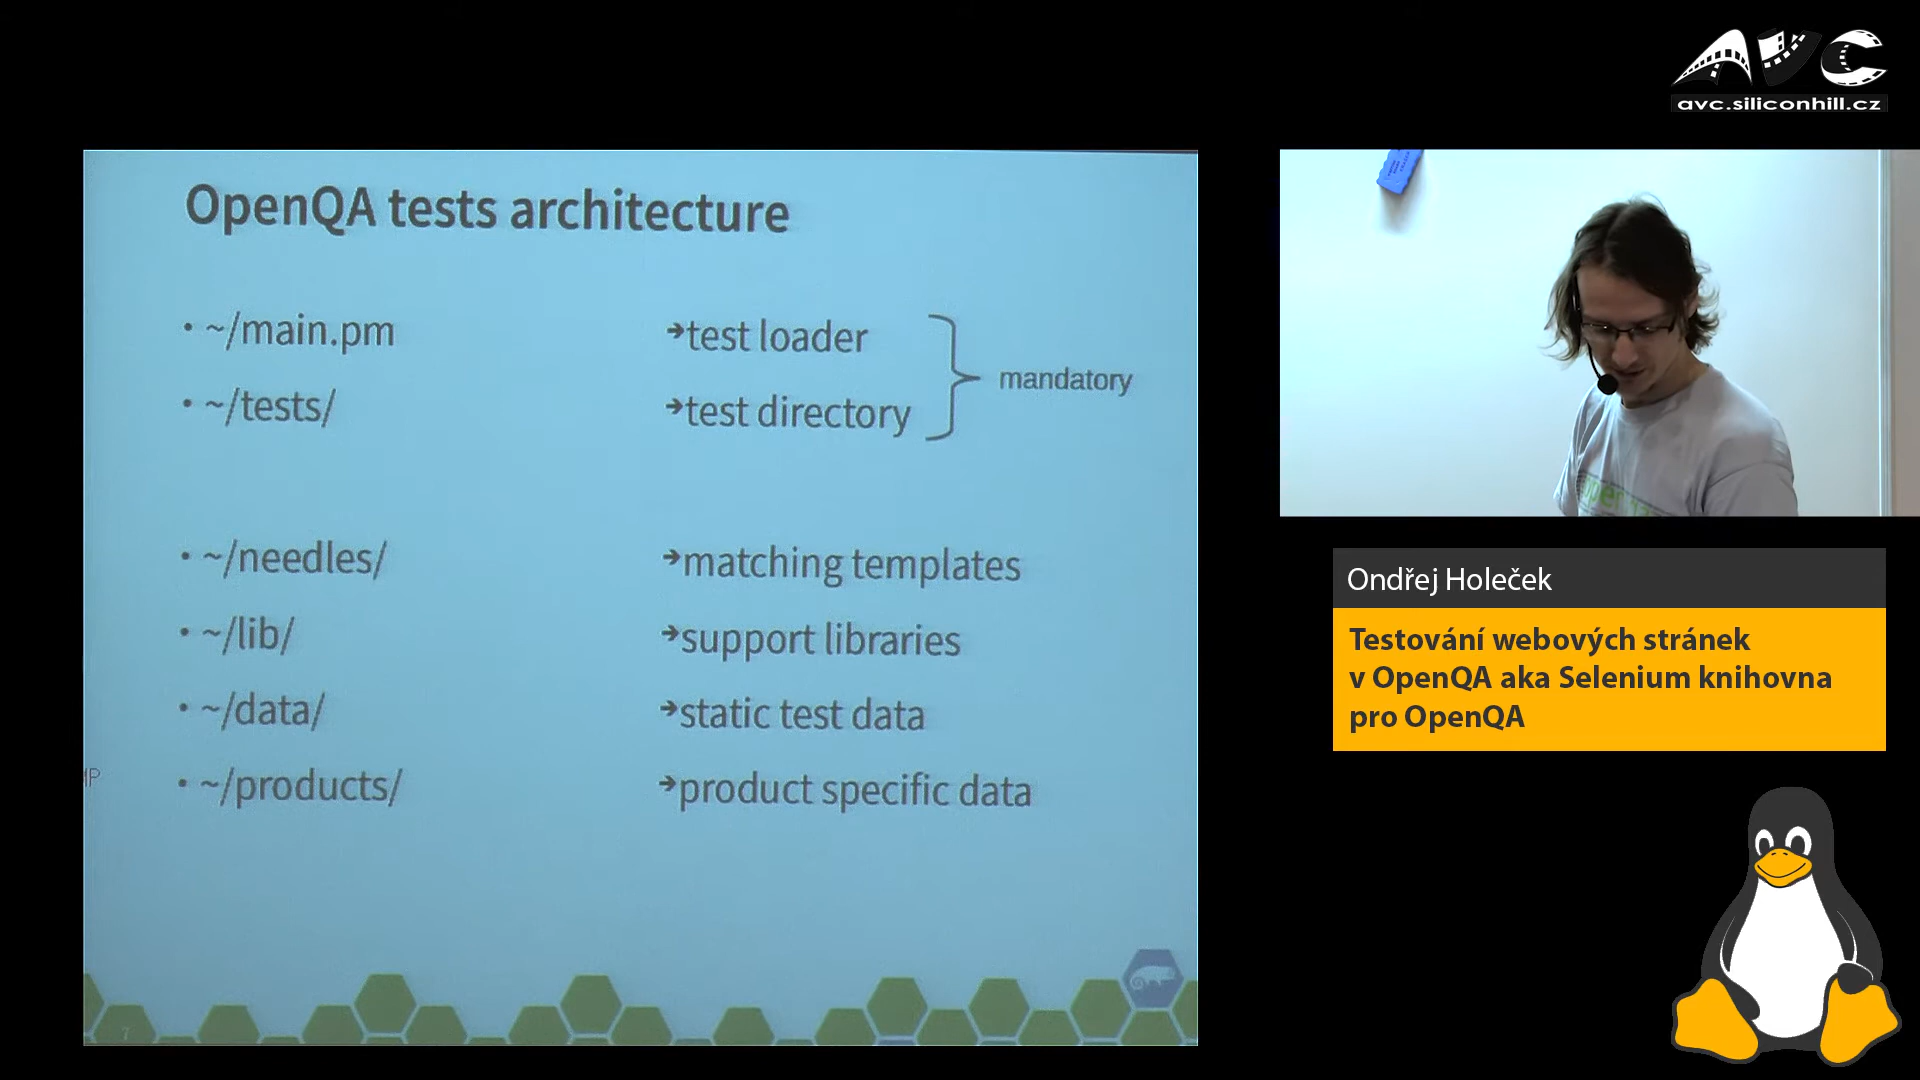 AVC
avc.siliconhill.cz
OpenQA tests architecture
• ~/main.pm ➔test loader
• ~/tests/ ➔test directory
mandatory
• ~/needles/ ➔matching templates
• ~/lib/ ➔support libraries
• ~/data/ ➔static test data
• ~/products/ ➔product specific data
7
Ondřej Holeček
Testování webových stránek
v OpenQA aka Selenium knihovna
pro OpenQA